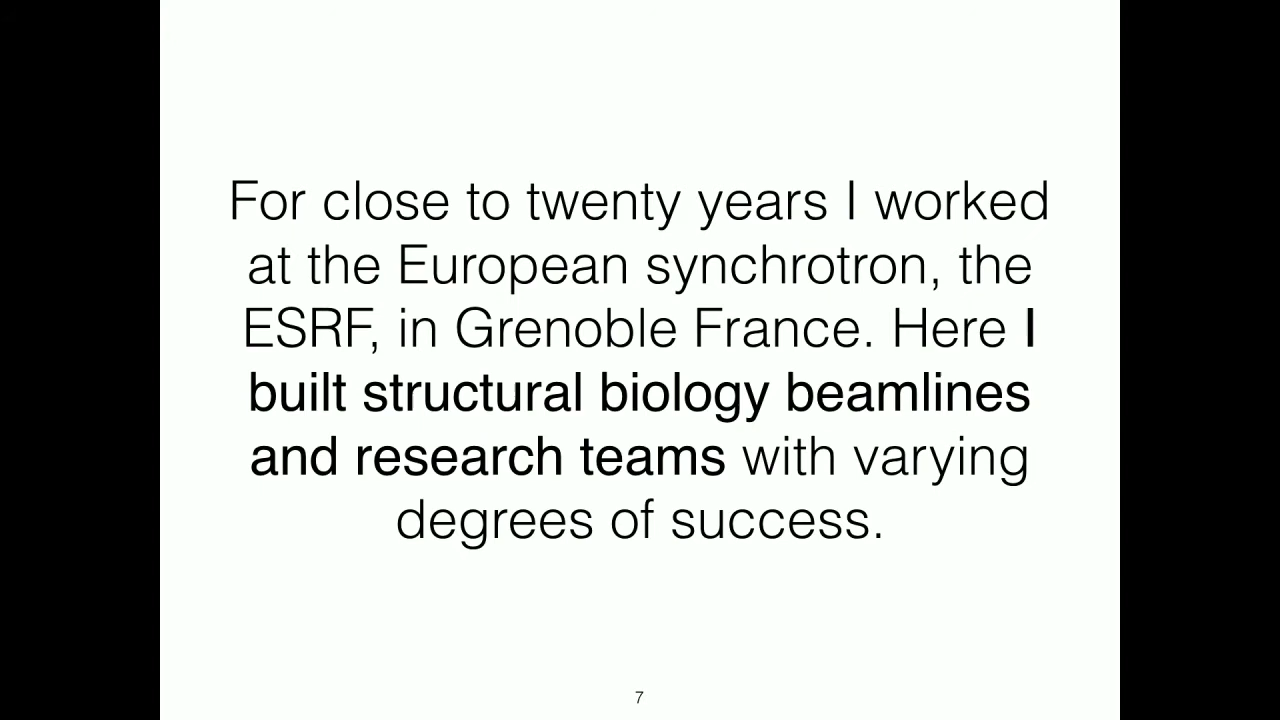 For close to twenty years I worked
at the European synchrotron, the
ESRF, in Grenoble France. Here I
built structural biology beamlines
and research teams with varying
degrees of success.
7